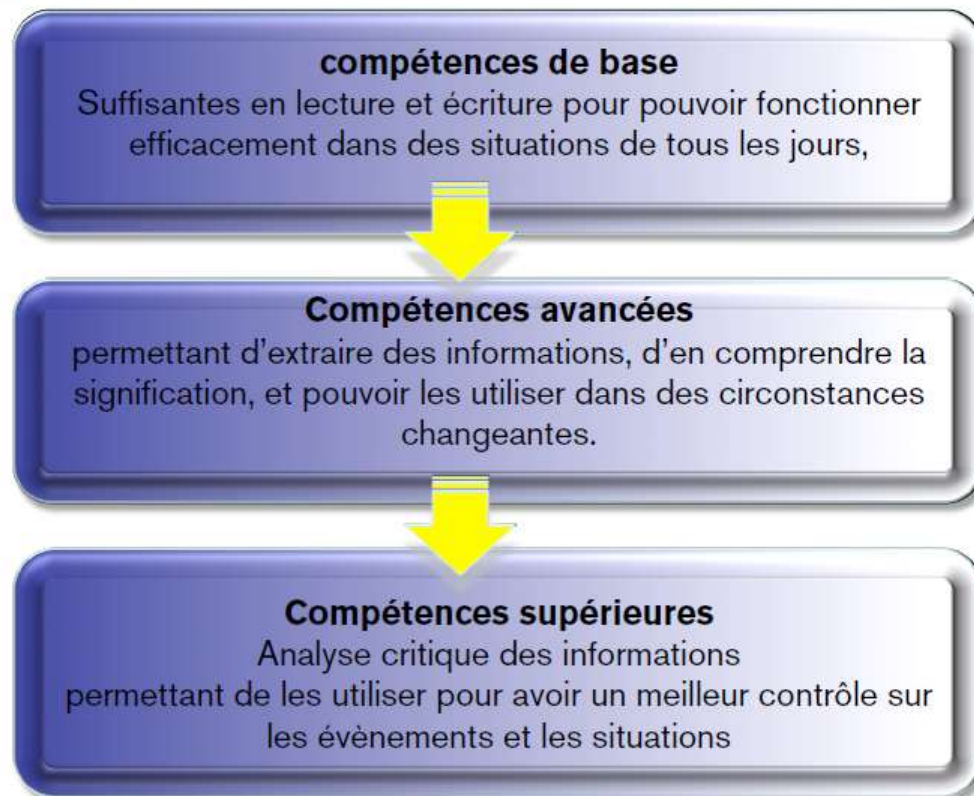 compétences de base
Suffisantes en lecture et écriture pour pouvoir fonctionner
efficacement dans des situations de tous les jours,
Compétences avancées
permettant d'extraire des informations, d'en comprendre la
signification, et pouvoir les utiliser dans des circonstances
changeantes.
Compétences supérieures
Analyse critique des informations
permettant de les utiliser pour avoir un meilleur contrôle sur
les évènements et les situations